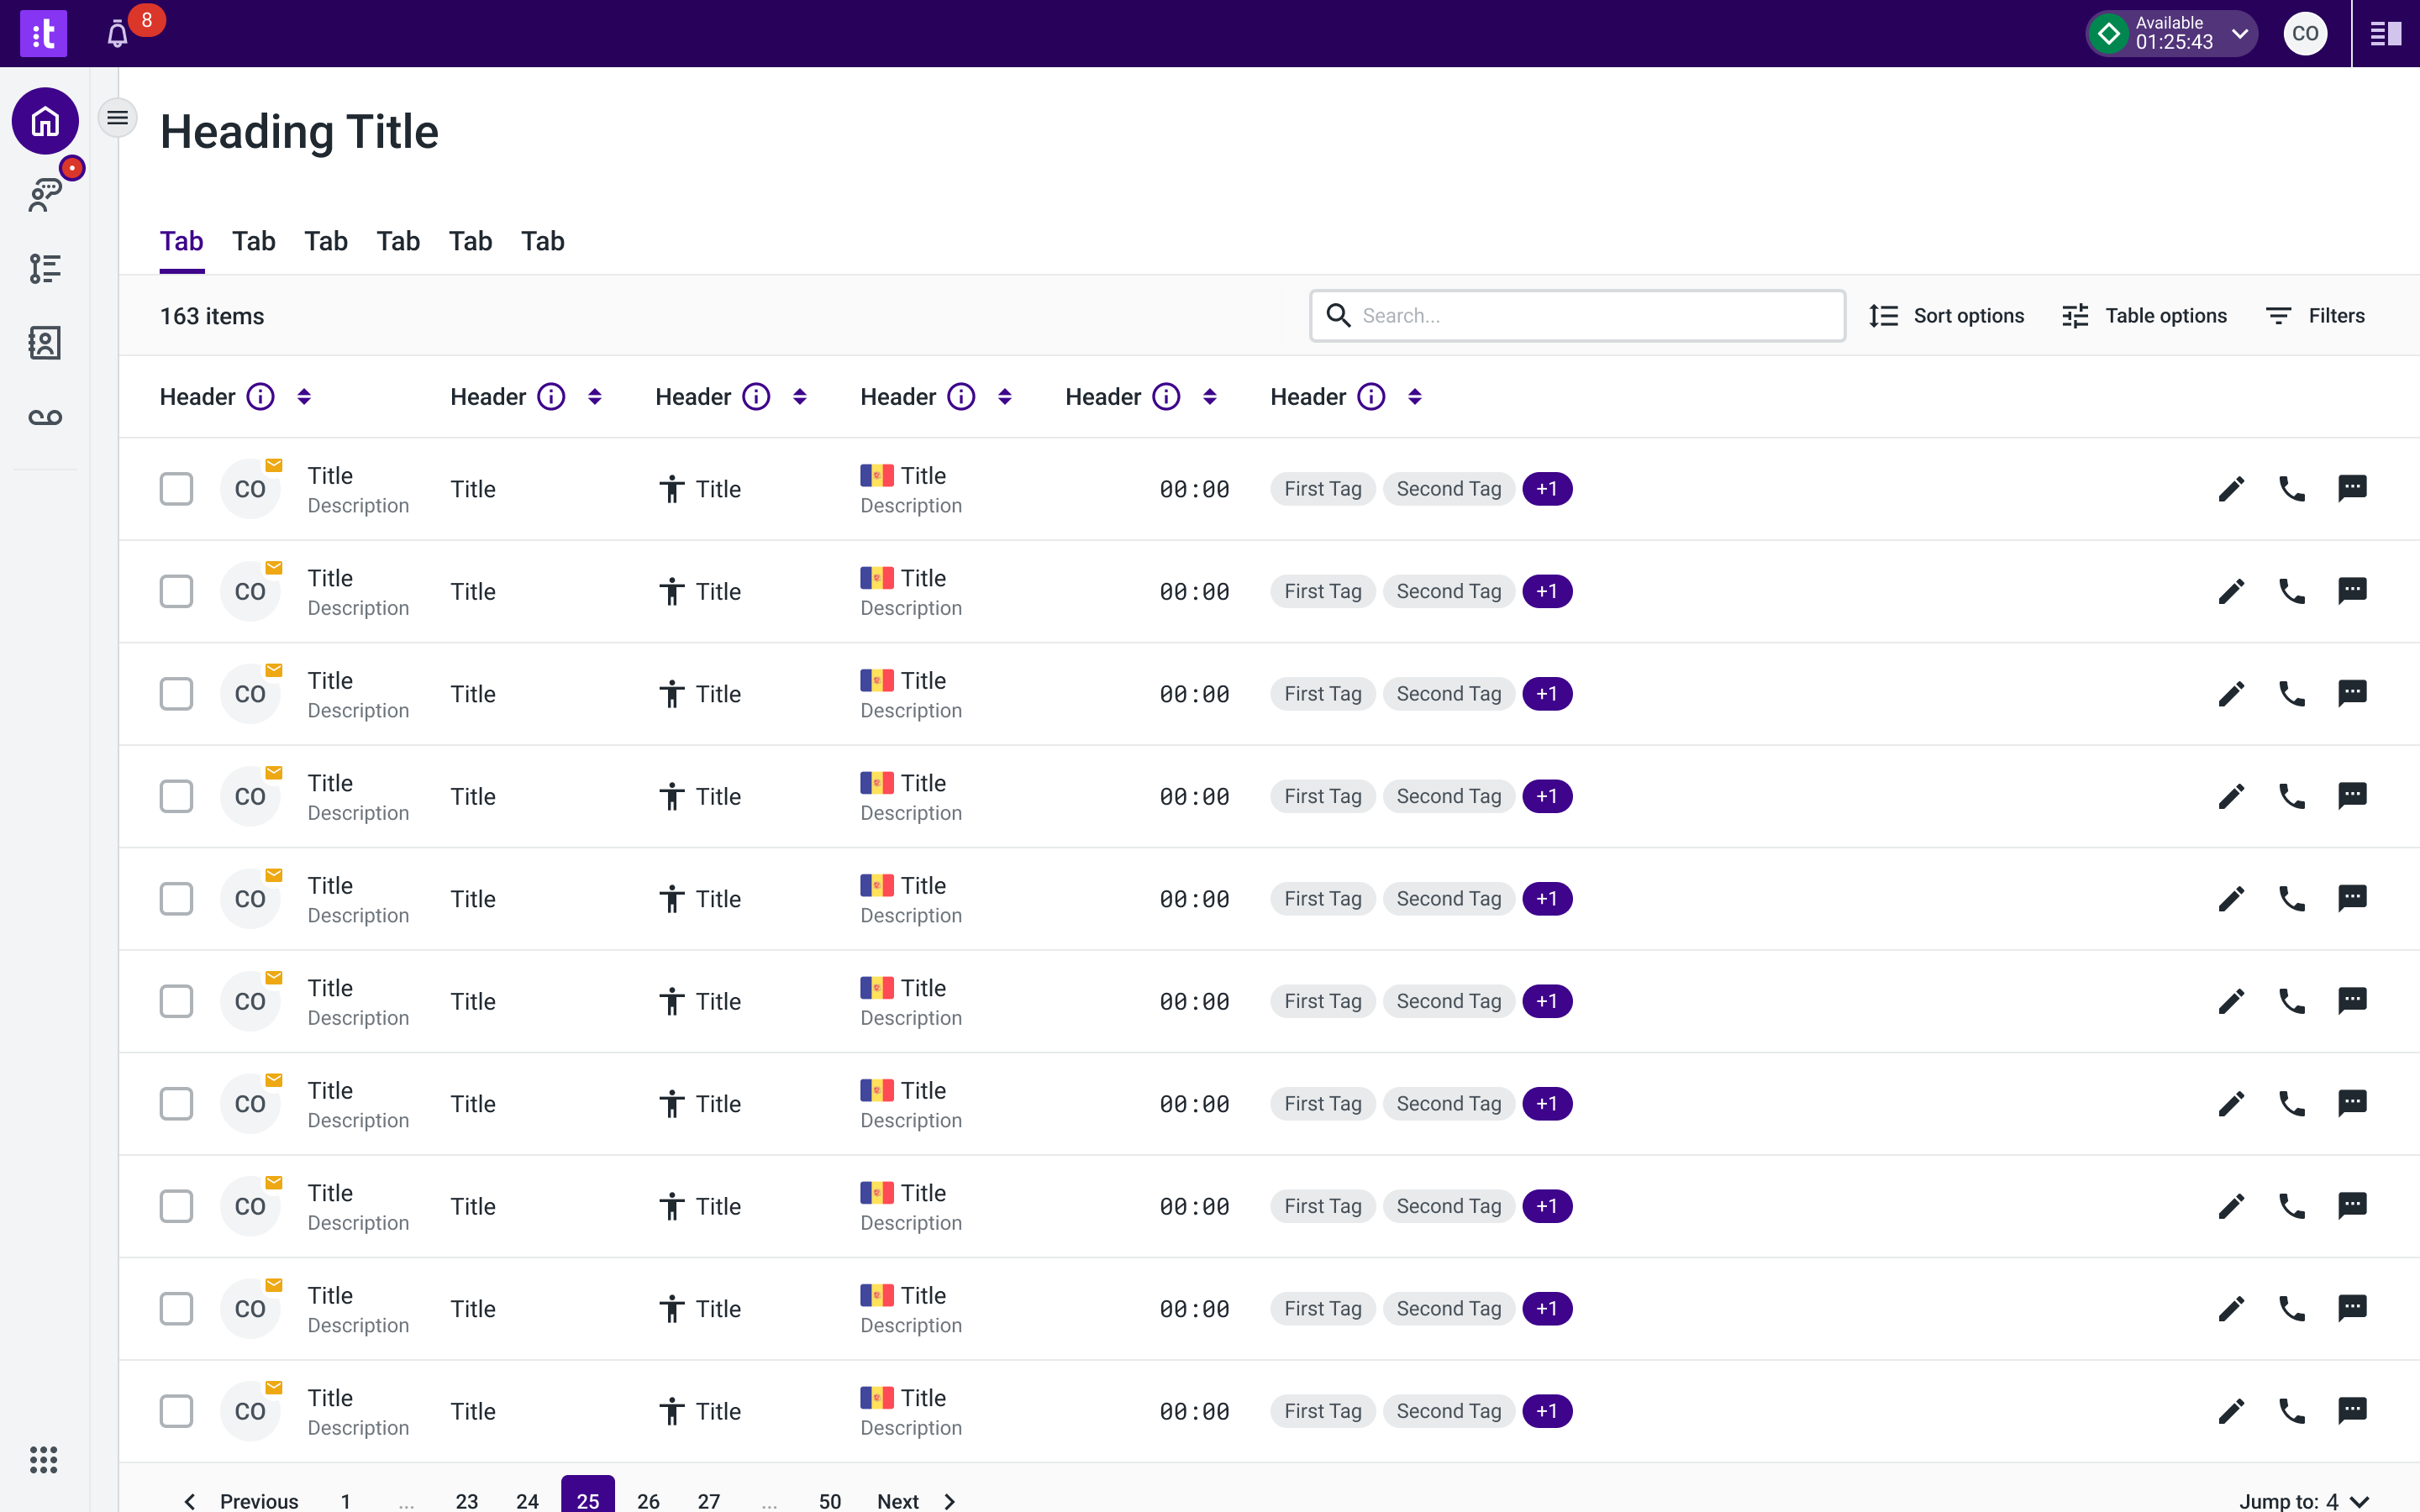 :t 8 Available
01:25:43 CO
Heading Title
Tab Tab Tab Tab Tab Tab
163 items Search... Sort options Table options Filters
Header Header Header Header Header Header
CO Title Description Title Title Title Description 00:00 First Tag Second Tag +1
CO Title Description Title Title Title Description 00:00 First Tag Second Tag +1
CO Title Description Title Title Title Description 00:00 First Tag Second Tag +1
CO Title Description Title Title Title Description 00:00 First Tag Second Tag +1
CO Title Description Title Title Title Description 00:00 First Tag Second Tag +1
CO Title Description Title Title Title Description 00:00 First Tag Second Tag +1
CO Title Description Title Title Title Description 00:00 First Tag Second Tag +1
CO Title Description Title Title Title Description 00:00 First Tag Second Tag +1
CO Title Description Title Title Title Description 00:00 First Tag Second Tag +1
CO Title Description Title Title Title Description 00:00 First Tag Second Tag +1
Previous 1 ... 23 24 25 26 27 ... 50 Next Jump to: 4